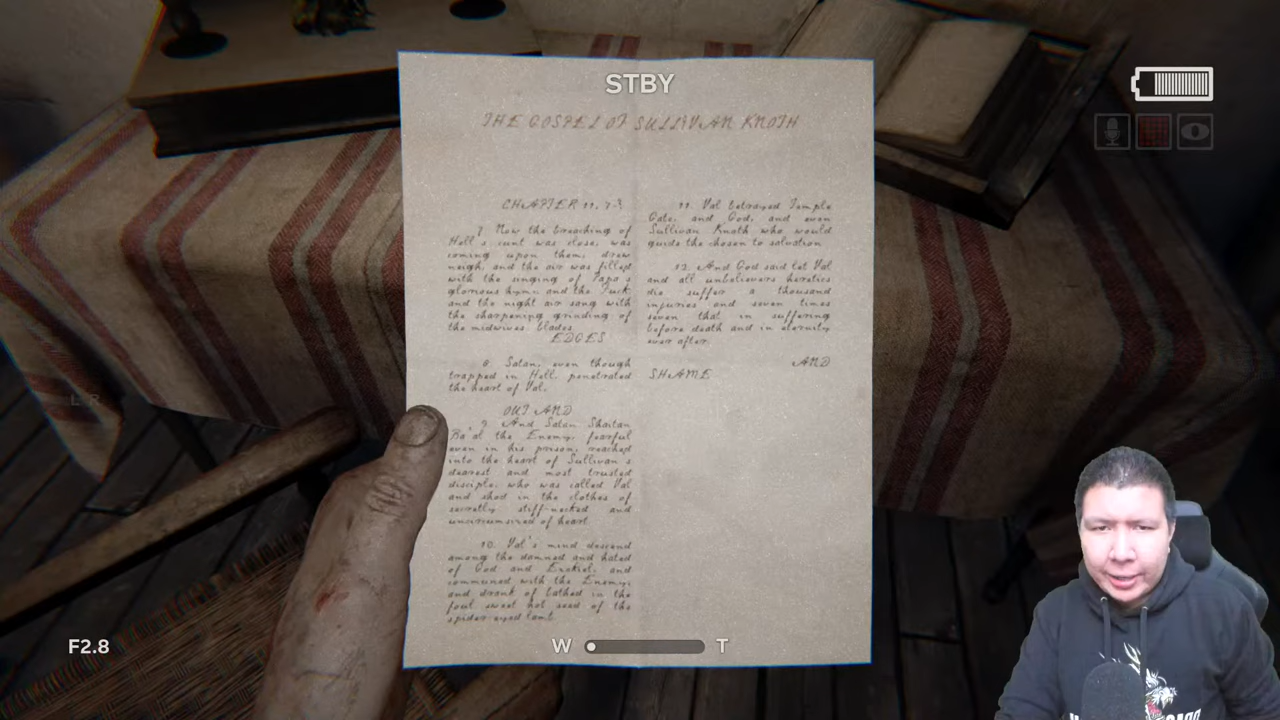 STBY
THE GOSPEL OF SULLIVAN KNOTH
CHAPTER 11, 7-3
7 Now the breaching of
Hell's cunt was close, was
coming upon them, drew
neigh, and the air was filled
with the singing of Papa's
glorious hymn; and the Fuck
and the night air sang with
the sharpening grinding of
the midwives blades.
EDGES
8 Satan, even though
trapped in Hell, penetrated
the heart of Val.
OUT AND
9. And Satan Shaitan
Ba'al the Enemy, fearful
even in his prison, reached
into the heart of Sullivan's
dearest and most trusted
disciple, who was called Val
and shod in the clothes of
secretly stiff-necked and
uncircumsized of heart
10. Val's mind descend
among the damned and hated
of God and Ezekiel, and
communed with the Enemy,
and drank of bathed in the
foul sweet hot seed of the
spider eyed lamb.
11. Val betrayed Temple
Gate, and God, and even
Sullivan Knoth who would
guide the chosen to salvation
12. And God said let Val
and all unbelievers heretics
die suffer a thousand
injuries and seven times
seven that in suffering
before death and in eternity
ever after.
AND
SHAME
L R
F2.8
W T